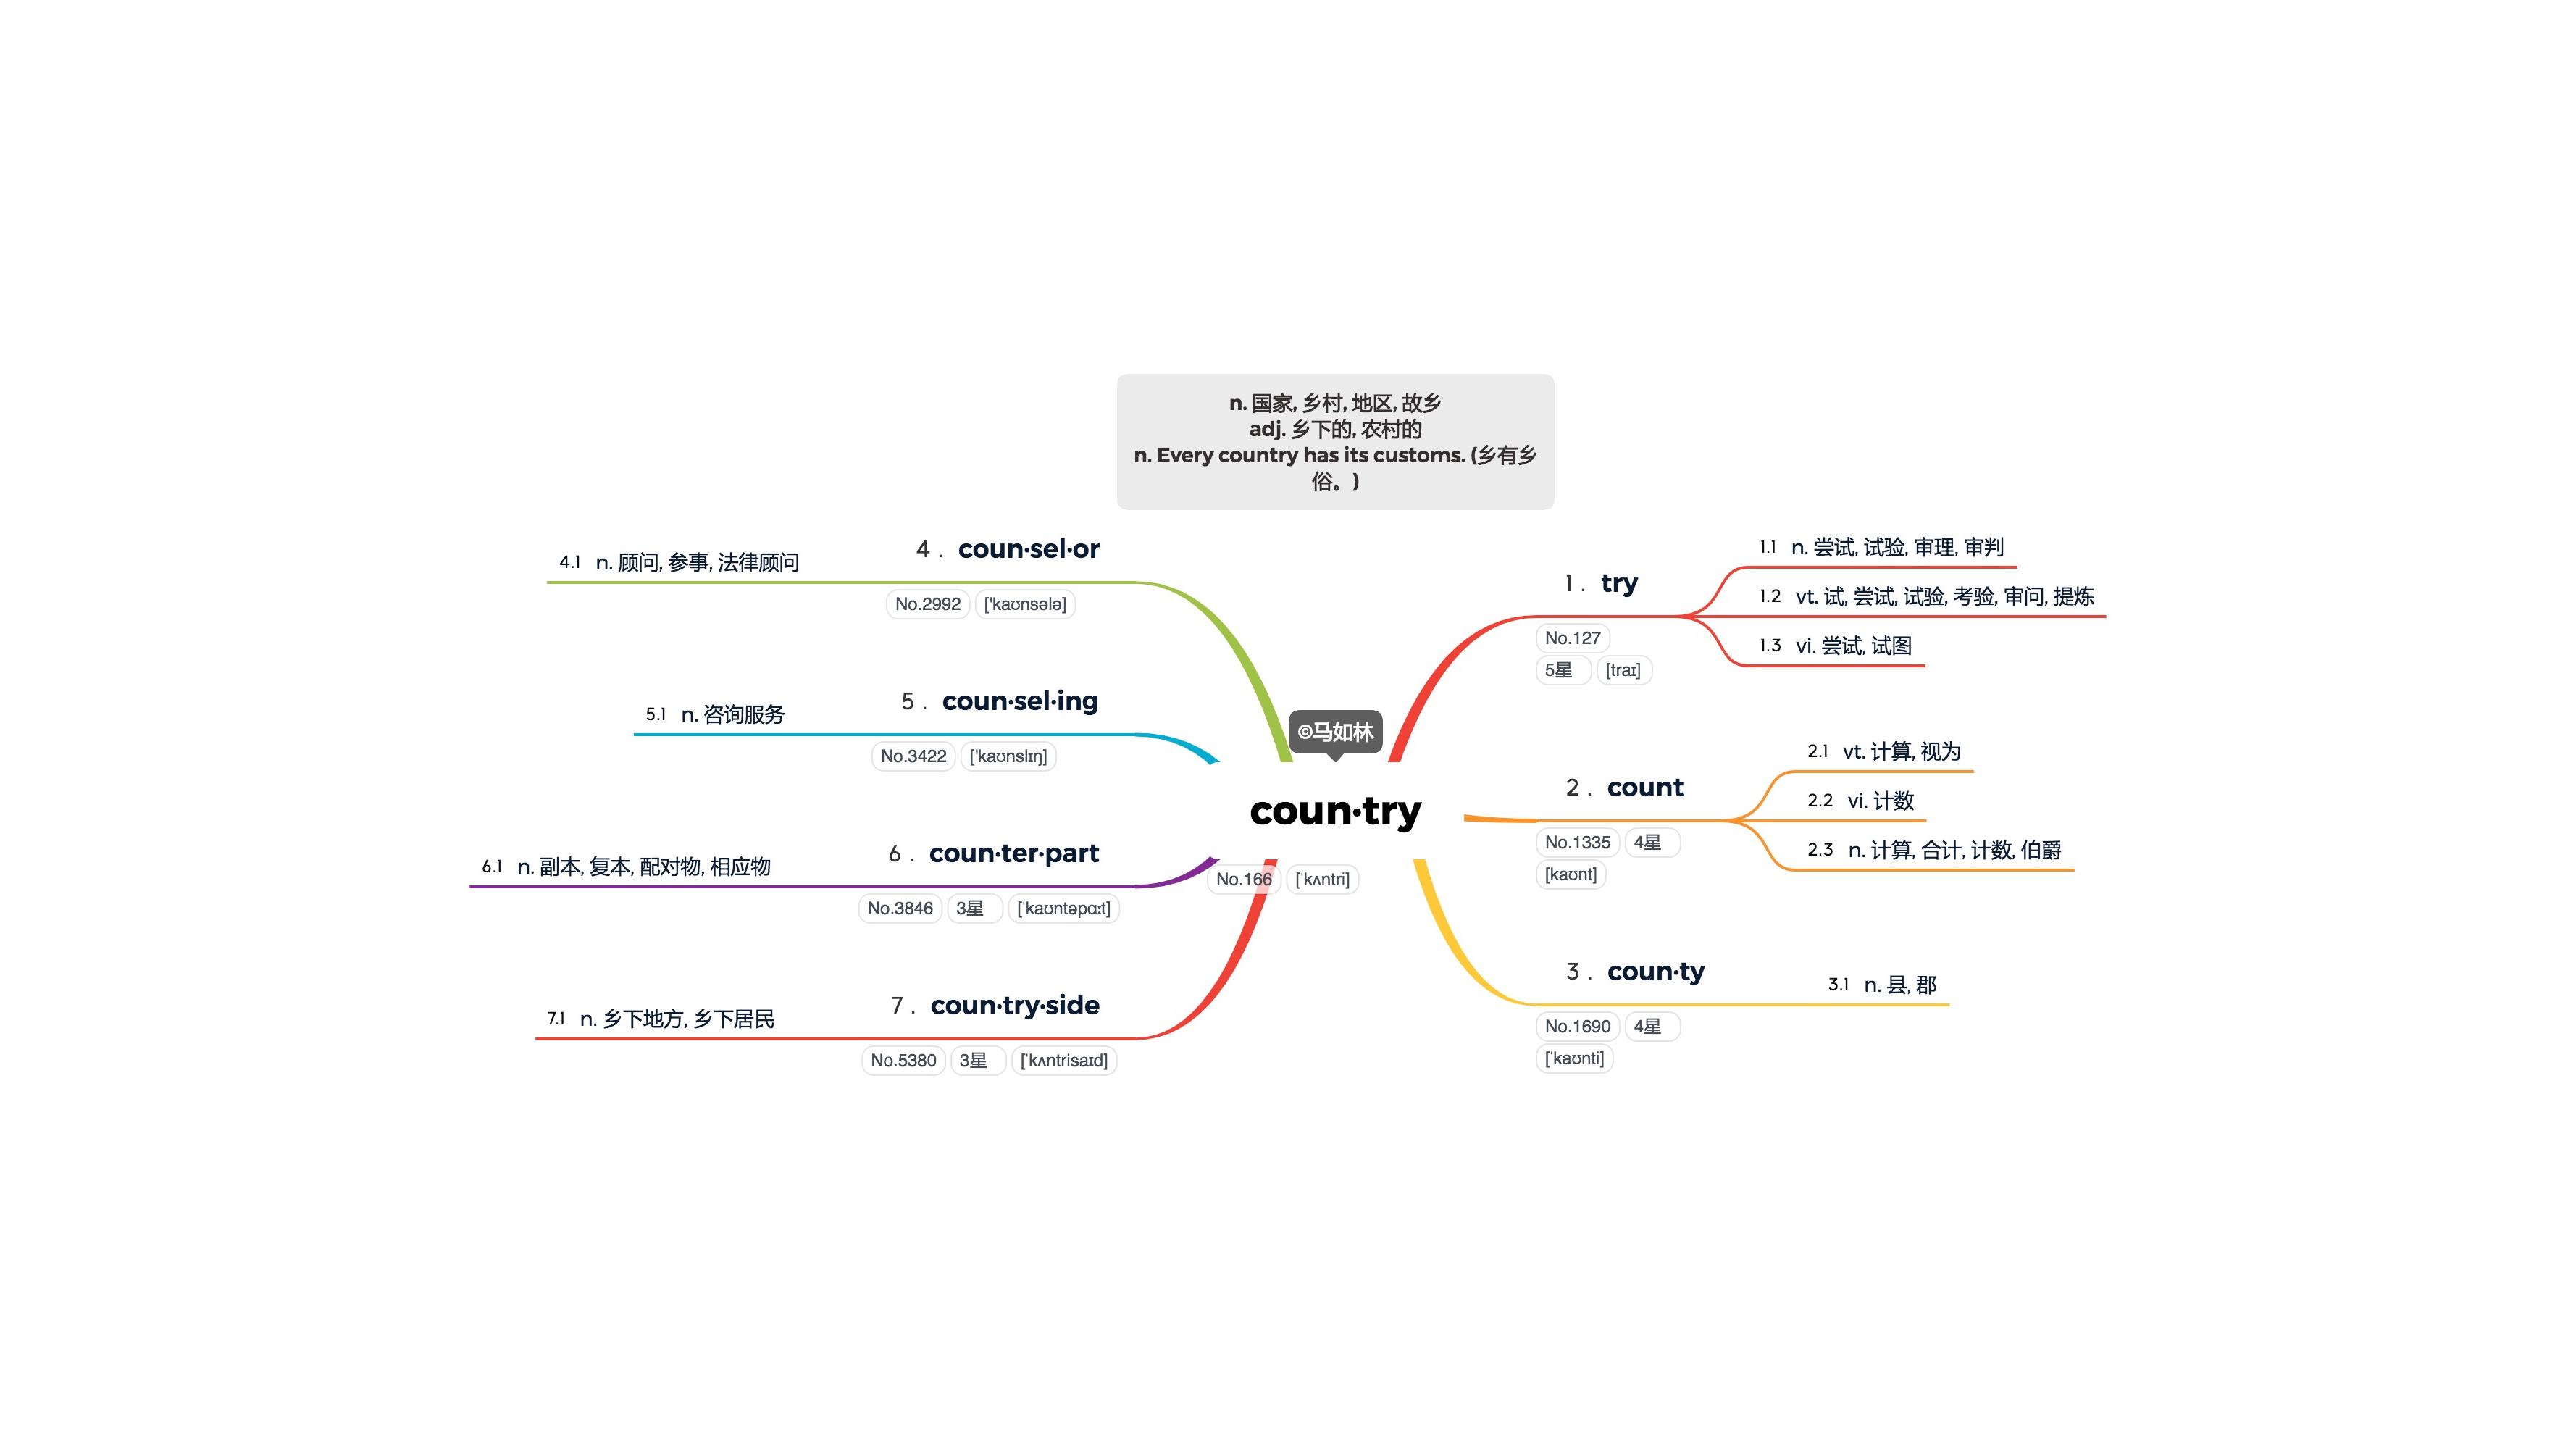 n. 国家, 乡村, 地区, 故乡
adj. 乡下的, 农村的
n. Every country has its customs. (乡有乡
俗。)
©马如林
coun·try
No.166 [ˈkʌntri]
1. try
No.127
5星 [traɪ]
1.1 n. 尝试, 试验, 审理, 审判
1.2 vt. 试, 尝试, 试验, 考验, 审问, 提炼
1.3 vi. 尝试, 试图
2. count
No.1335 4星
[kaʊnt]
2.1 vt. 计算, 视为
2.2 vi. 计数
2.3 n. 计算, 合计, 计数, 伯爵
3. coun·ty
No.1690 4星
[ˈkaʊnti]
3.1 n. 县, 郡
4. coun·sel·or
No.2992 ['kaʊnsələ]
4.1 n. 顾问, 参事, 法律顾问
5. coun·sel·ing
No.3422 ['kaʊnslɪŋ]
5.1 n. 咨询服务
6. coun·ter·part
No.3846 3星 [ˈkaʊntəpɑːt]
6.1 n. 副本, 复本, 配对物, 相应物
7. coun·try·side
No.5380 3星 [ˈkʌntrisaɪd]
7.1 n. 乡下地方, 乡下居民